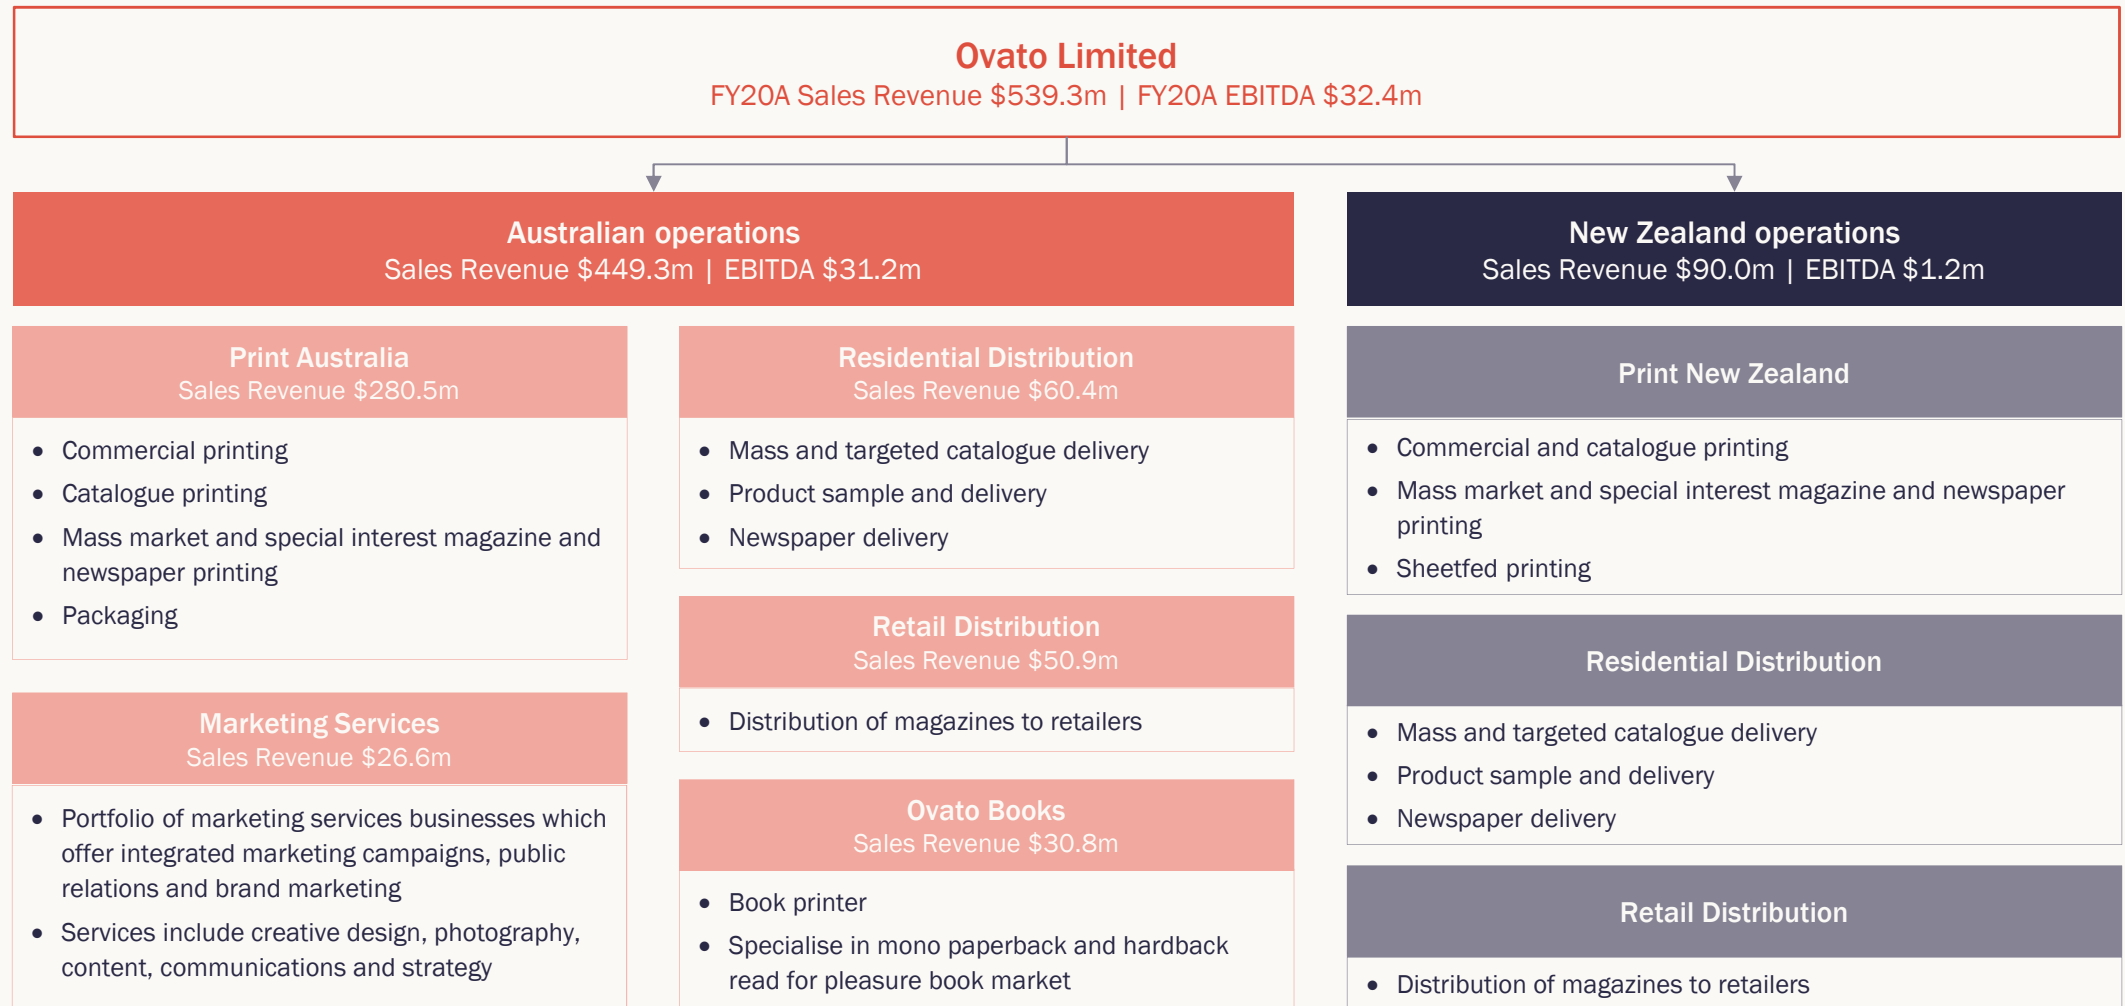 Ovato Limited
FY20A Sales Revenue $539.3m | FY20A EBITDA $32.4m
Australian operations
Sales Revenue $449.3m | EBITDA $31.2m
Print Australia
Sales Revenue $280.5m
• Commercial printing
• Catalogue printing
• Mass market and special interest magazine and
newspaper printing
• Packaging
Marketing Services
Sales Revenue $26.6m
• Portfolio of marketing services businesses which
offer integrated marketing campaigns, public
relations and brand marketing
• Services include creative design, photography,
content, communications and strategy
Residential Distribution
Sales Revenue $60.4m
• Mass and targeted catalogue delivery
• Product sample and delivery
• Newspaper delivery
Retail Distribution
Sales Revenue $50.9m
• Distribution of magazines to retailers
Ovato Books
Sales Revenue $30.8m
• Book printer
• Specialise in mono paperback and hardback
read for pleasure book market
New Zealand operations
Sales Revenue $90.0m | EBITDA $1.2m
Print New Zealand
• Commercial and catalogue printing
• Mass market and special interest magazine and newspaper
printing
• Sheetfed printing
Residential Distribution
• Mass and targeted catalogue delivery
• Product sample and delivery
• Newspaper delivery
Retail Distribution
• Distribution of magazines to retailers